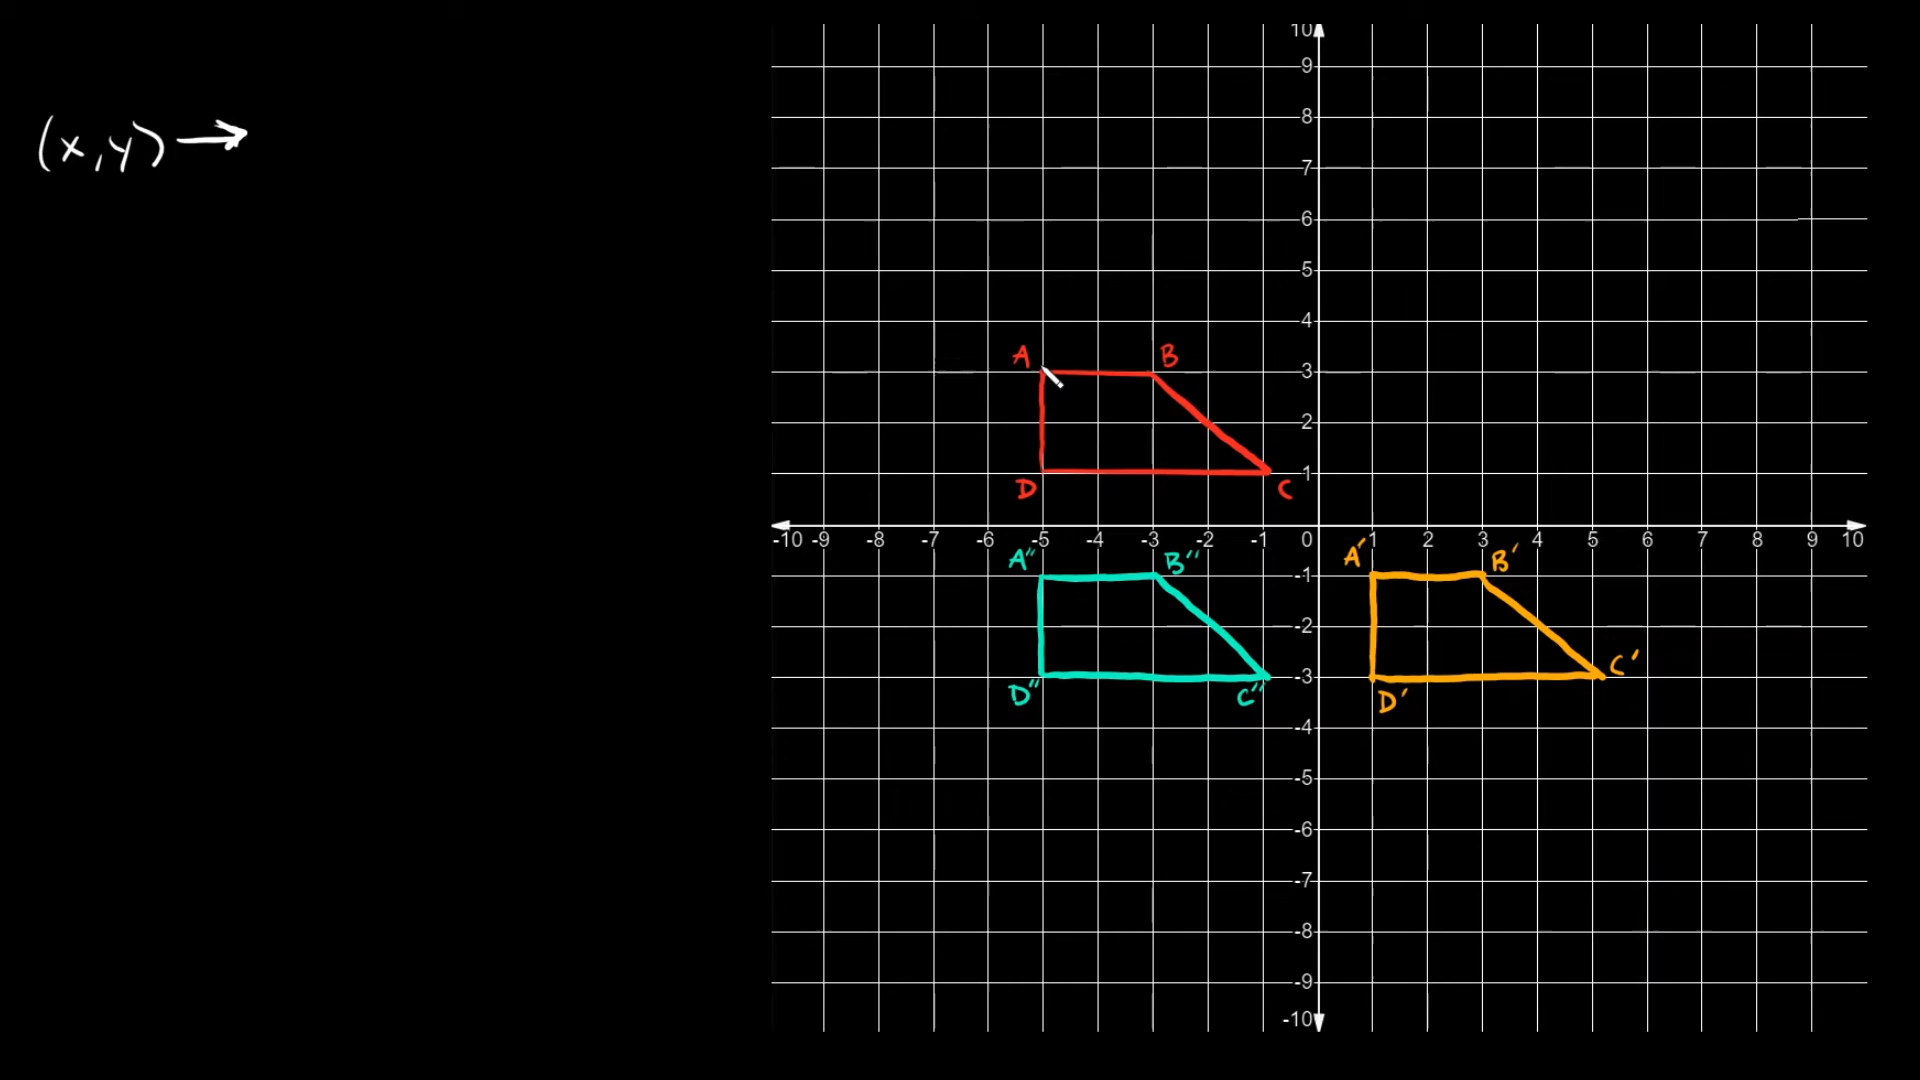 (x,y) →
10
9
8
7
6
5
4
A B
3
2
1
D C
-10 -9 -8 -7 -6 -5 -4 -3 -2 -1 0 1 2 3 4 5 6 7 8 9 10
A" B" A' B'
-1
-2
C'
-3
D" C" D'
-4
-5
-6
-7
-8
-9
-10